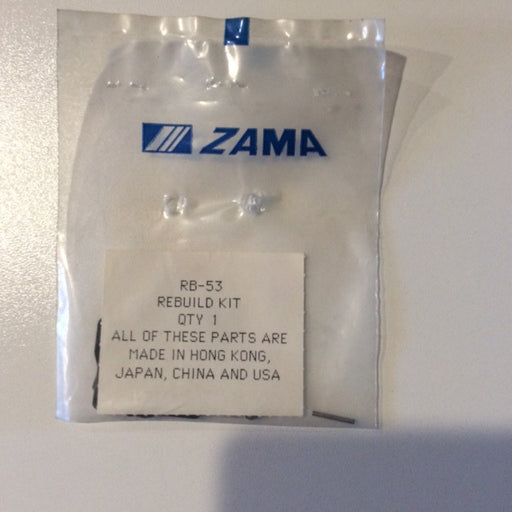 ZAMA
RB-53
REBUILD KIT
QTY 1
ALL OF THESE PARTS ARE
MADE IN HONG KONG,
JAPAN, CHINA AND USA